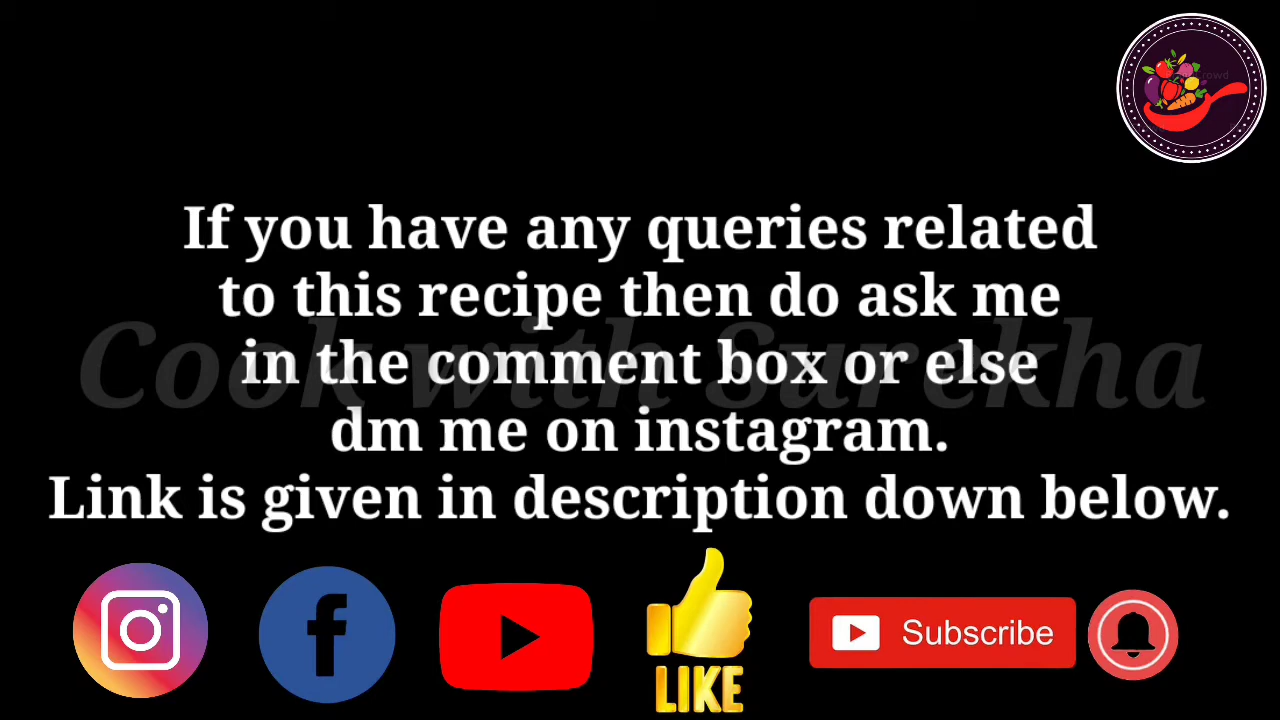 If you have any queries related
to this recipe then do ask me
in the comment box or else
dm me on instagram.
Link is given in description down below.
Cook with Surekha
LIKE
Subscribe